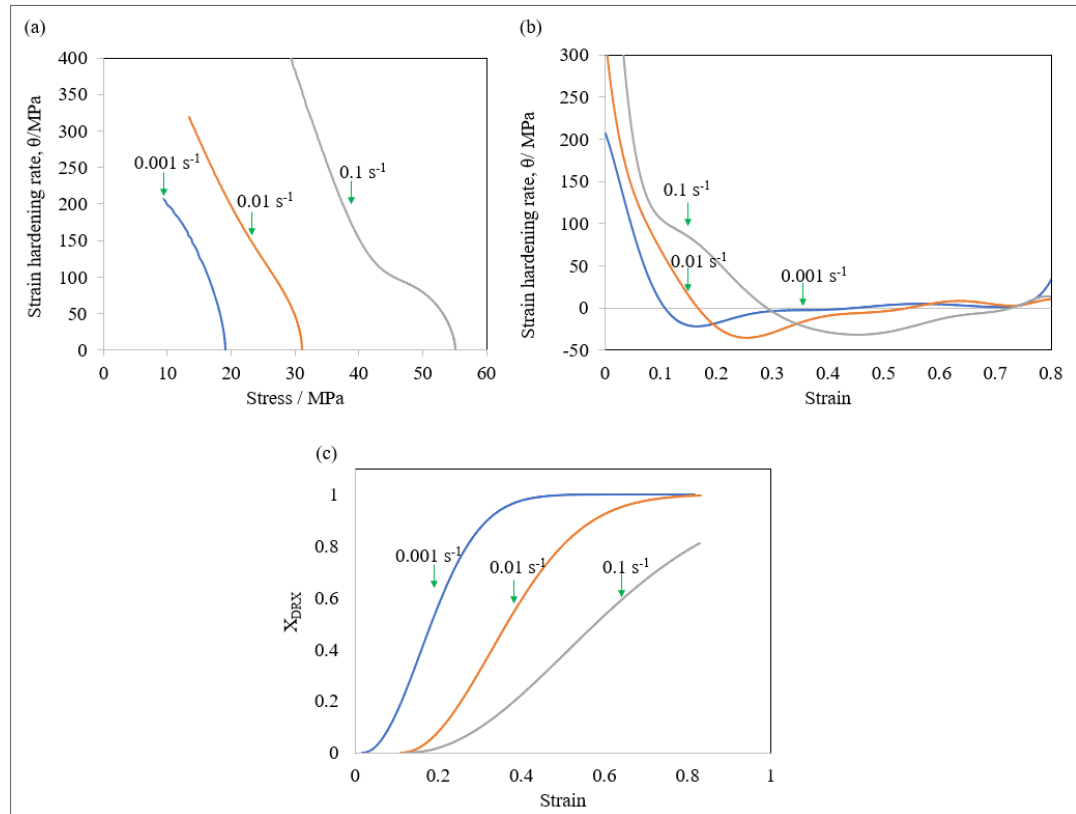 (a)
Strain hardening rate, θ/MPa
400
350
300
250
200
150
100
50
0
0 10 20 30 40 50 60
Stress / MPa
0.001 s⁻¹
0.01 s⁻¹
0.1 s⁻¹
(b)
Strain hardening rate, θ/ MPa
300
250
200
150
100
50
0
-50
0 0.1 0.2 0.3 0.4 0.5 0.6 0.7 0.8
Strain
0.1 s⁻¹
0.01 s⁻¹
0.001 s⁻¹
(c)
X_DRX
1
0.8
0.6
0.4
0.2
0
0 0.2 0.4 0.6 0.8 1
Strain
0.001 s⁻¹
0.01 s⁻¹
0.1 s⁻¹